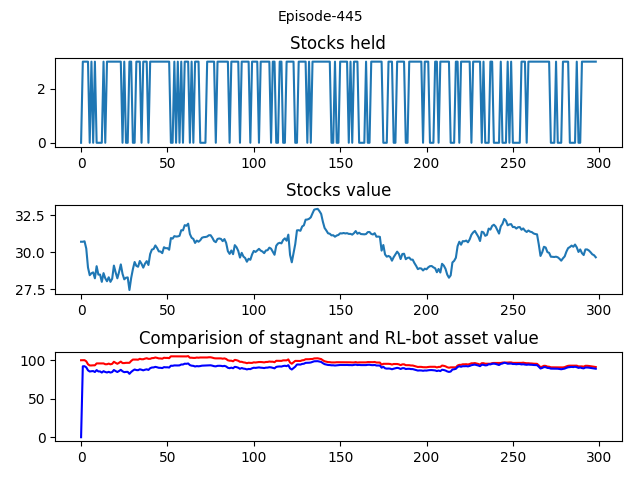 Episode-445
Stocks held
2
0
0 50 100 150 200 250 300
Stocks value
32.5
30.0
27.5
0 50 100 150 200 250 300
Comparision of stagnant and RL-bot asset value
100
50
0
0 50 100 150 200 250 300